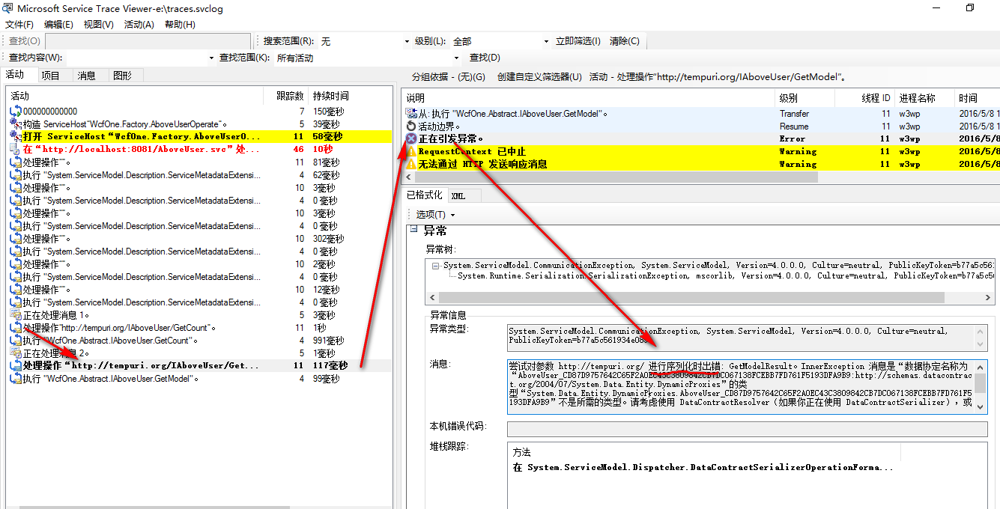 Microsoft Service Trace Viewer-e:\traces.svclog
文件(F) 编辑(E) 视图(V) 活动(A) 帮助(H)
查找(O) 搜索范围(R): 无 级别(L): 全部 立即筛选(I) 清除(C)
查找内容(W): 查找范围(K): 所有活动 查找(D)
活动 项目 消息 图形
活动 跟踪数 持续时间
000000000000 7 150毫秒
构造 ServiceHost"WcfOne.Factory.AboveUserOperate"。 5 39毫秒
打开 ServiceHost“WcfOne.Factory.AboveUserO... 11 58毫秒
在“http://localhost:8081/AboveUser.svc”处... 46 10秒
处理操作""。 11 81毫秒
执行 "System.ServiceModel.Description.ServiceMetadataExtensi... 4 62毫秒
处理操作""。 10 3毫秒
执行 "System.ServiceModel.Description.ServiceMetadataExtensi... 4 0 毫秒
处理操作""。 10 3毫秒
执行 "System.ServiceModel.Description.ServiceMetadataExtensi... 4 0 毫秒
处理操作""。 10 302毫秒
执行 "System.ServiceModel.Description.ServiceMetadataExtensi... 4 0 毫秒
处理操作""。 10 2毫秒
执行 "System.ServiceModel.Description.ServiceMetadataExtensi... 4 0 毫秒
处理操作""。 10 12毫秒
执行 "System.ServiceModel.Description.ServiceMetadataExtensi... 4 0 毫秒
正在处理消息 1。 5 3毫秒
处理操作"http://tempuri.org/IAboveUser/GetCount"。 11 1秒
执行 "WcfOne.Abstract.IAboveUser.GetCount"。 4 991毫秒
正在处理消息 2。 5 1毫秒
处理操作“http://tempuri.org/IAboveUser/Get... 11 117毫秒
执行 "WcfOne.Abstract.IAboveUser.GetModel"。 4 99毫秒
分组依据 - (无)(G) 创建自定义筛选器(U) 活动 - 处理操作"http://tempuri.org/IAboveUser/GetModel"。
说明 级别 线程 ID 进程名称 时间
从: 执行 "WcfOne.Abstract.IAboveUser.GetModel"。 Transfer 11 w3wp 2016/5/8 1
活动边界。 Resume 11 w3wp 2016/5/8 1
正在引发异常。 Error 11 w3wp 2016/5/8
RequestContext 已中止 Warning 11 w3wp 2016/5/8
无法通过 HTTP 发送响应消息 Warning 11 w3wp 2016/5/8
已格式化 XML
选项(T)
异常
异常树:
System.ServiceModel.CommunicationException, System.ServiceModel, Version=4.0.0.0, Culture=neutral, PublicKeyToken=b77a5c561
System.Runtime.Serialization.SerializationException, mscorlib, Version=4.0.0.0, Culture=neutral, PublicKeyToken=b77a5c5
异常信息
异常类型:
System.ServiceModel.CommunicationException, System.ServiceModel, Version=4.0.0.0, Culture=neutral,
PublicKeyToken=b77a5c561934e089
消息:
尝试对参数 http://tempuri.org/ 进行序列化时出错: GetModelResult。InnerException 消息是“数据协定名称为
“AboveUser_CD87D9757642C65F2A0EC43C3809842CB7DC067138FCEBB7FD761F5193DFA9B9:http://schemas.datacontrac
t.org/2004/07/System.Data.Entity.DynamicProxies”的类
型“System.Data.Entity.DynamicProxies.AboveUser_CD87D9757642C65F2A0EC43C3809842CB7DC067138FCEBB7FD761F5
193DFA9B9”不是所需的类型。请考虑使用 DataContractResolver（如果你正在使用 DataContractSerializer），或
本机错误代码:
堆栈跟踪:
方法
在 System.ServiceModel.Dispatcher.DataContractSerializerOperationForma...